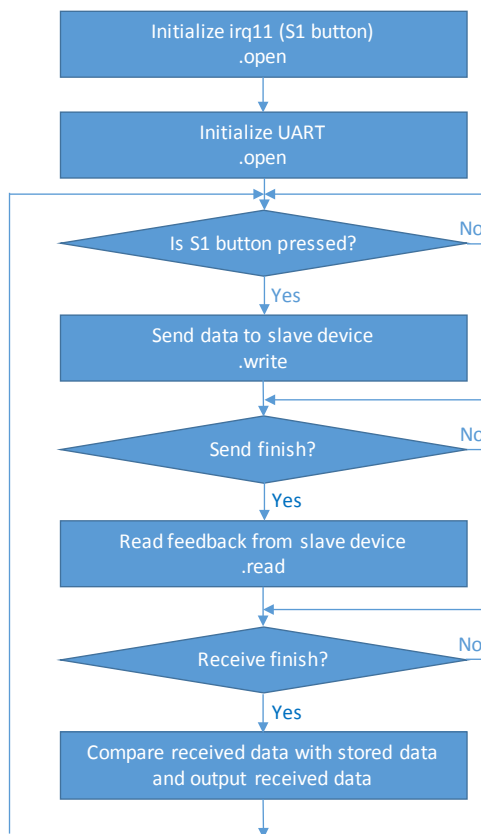 Initialize irq11 (S1 button)
.open
Initialize UART
.open
Is S1 button pressed?
No
Yes
Send data to slave device
.write
Send finish?
No
Yes
Read feedback from slave device
.read
Receive finish?
No
Yes
Compare received data with stored data
and output received data